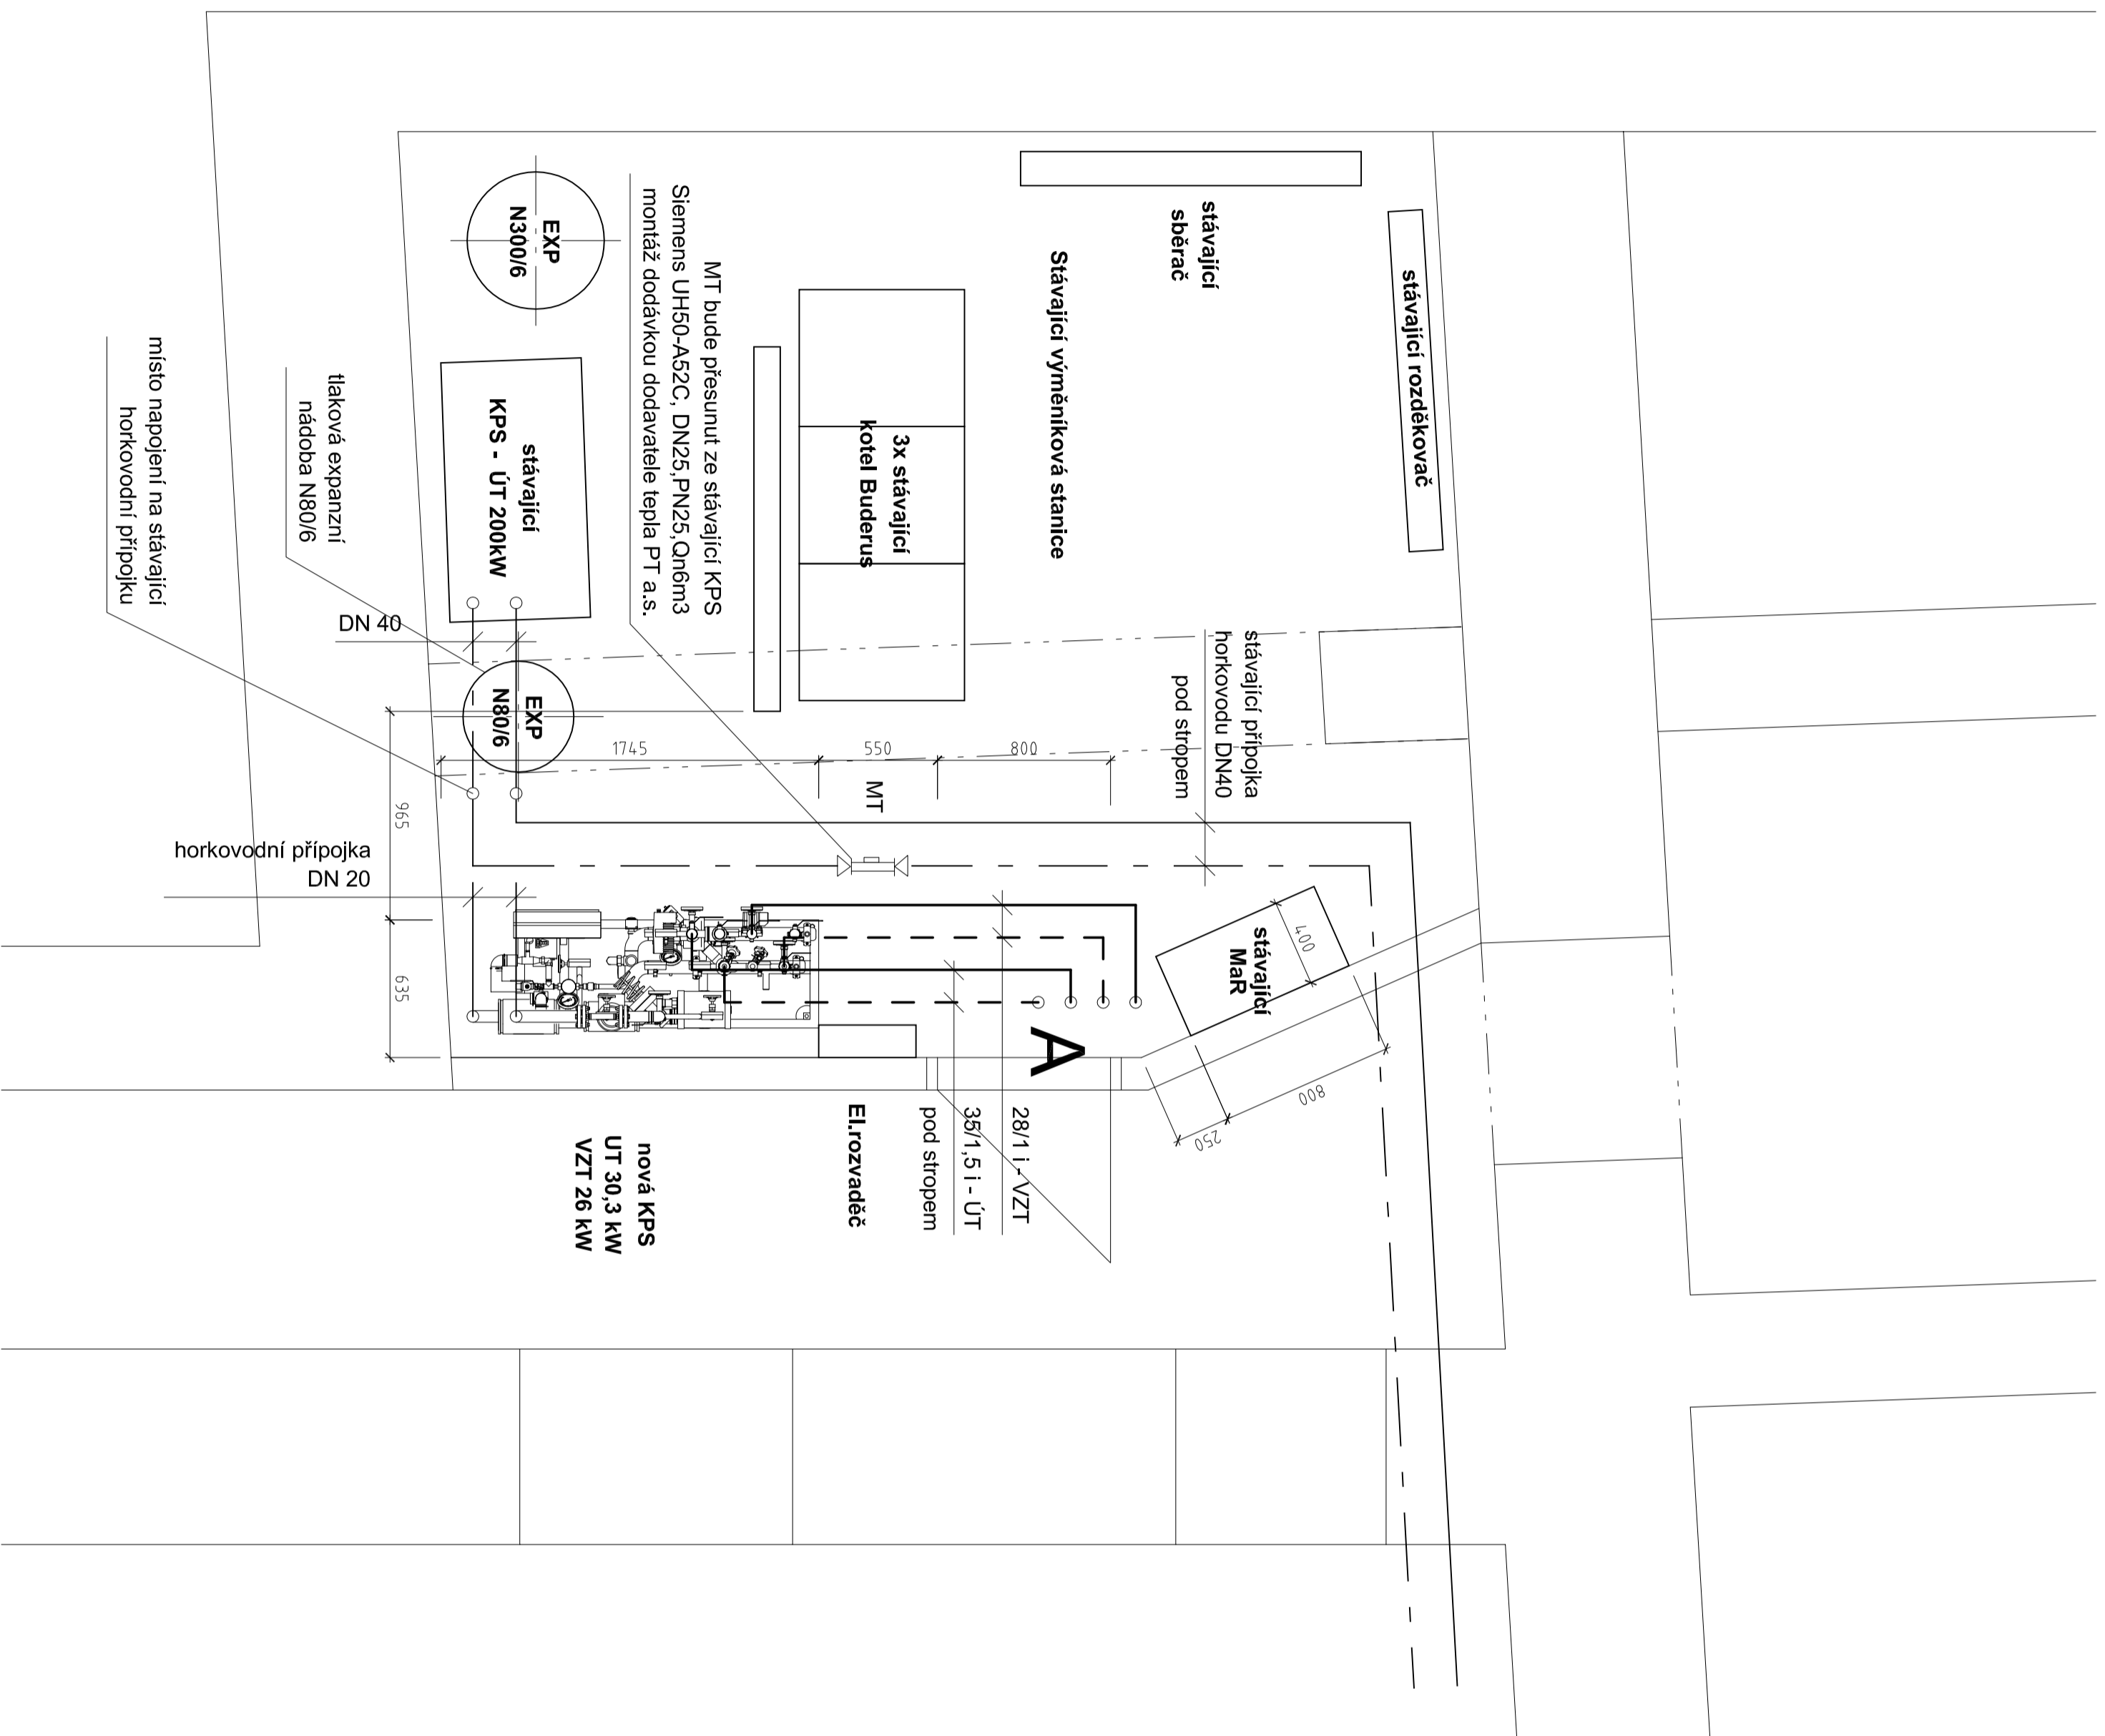 stávající rozděkovač
stávající
sběrač
Stávající výměníková stanice
3x stávající
kotel Buderus
MT bude přesunut ze stávající KPS
Siemens UH50-A52C, DN25,PN25,Qn6m3
montáž dodávkou dodavatele tepla PT a.s.
EXP
N300/6
stávající
KPS - ÚT 200kW
tlaková expanzní
nádoba N80/6
místo napojení na stávající
horkovodní přípojku
DN 40
EXP
N80/6
stávající přípojka
horkovodu DN40
pod stropem
1745
550
800
MT
965
635
horkovodní přípojka
DN 20
stávající
MaR
400
800
250
A
28/1 i - VZT
35/1,5 i - ÚT
pod stropem
El.rozvaděč
nová KPS
UT 30,3 kW
VZT 26 kW